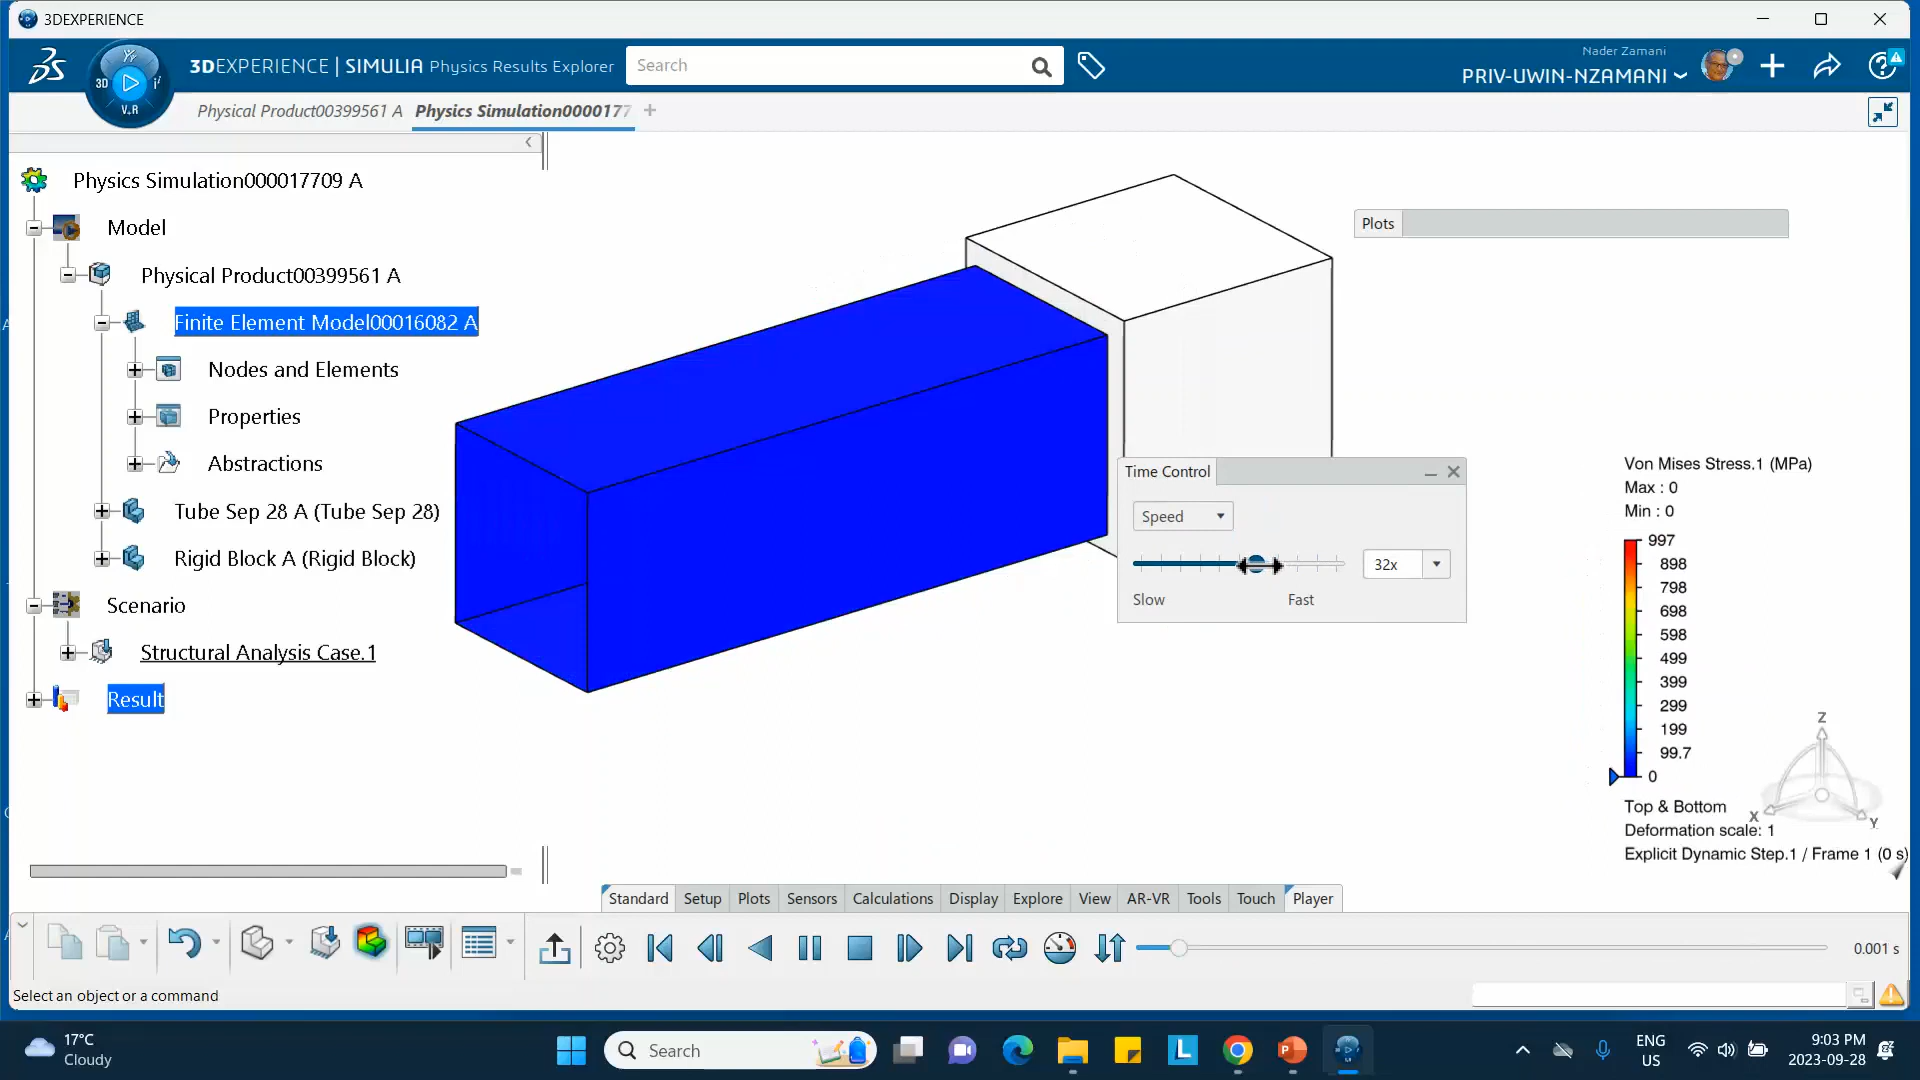 3DEXPERIENCE
3DEXPERIENCE | SIMULIA Physics Results Explorer
Search
Nader Zamani
PRIV-UWIN-NZAMANI
3D
V.R
Physical Product00399561 A
Physics Simulation0000177
Physics Simulation000017709 A
Model
Physical Product00399561 A
Finite Element Model00016082 A
Nodes and Elements
Properties
Abstractions
Tube Sep 28 A (Tube Sep 28)
Rigid Block A (Rigid Block)
Scenario
Structural Analysis Case.1
Result
Plots
Time Control
Speed
32x
Slow
Fast
Von Mises Stress.1 (MPa)
Max : 0
Min : 0
997
898
798
698
598
499
399
299
199
99.7
0
Top & Bottom
Deformation scale: 1
Explicit Dynamic Step.1 / Frame 1 (0 s)
Z
X
Y
Standard
Setup
Plots
Sensors
Calculations
Display
Explore
View
AR-VR
Tools
Touch
Player
0.001 s
Select an object or a command
17°C
Cloudy
Search
ENG
US
9:03 PM
2023-09-28